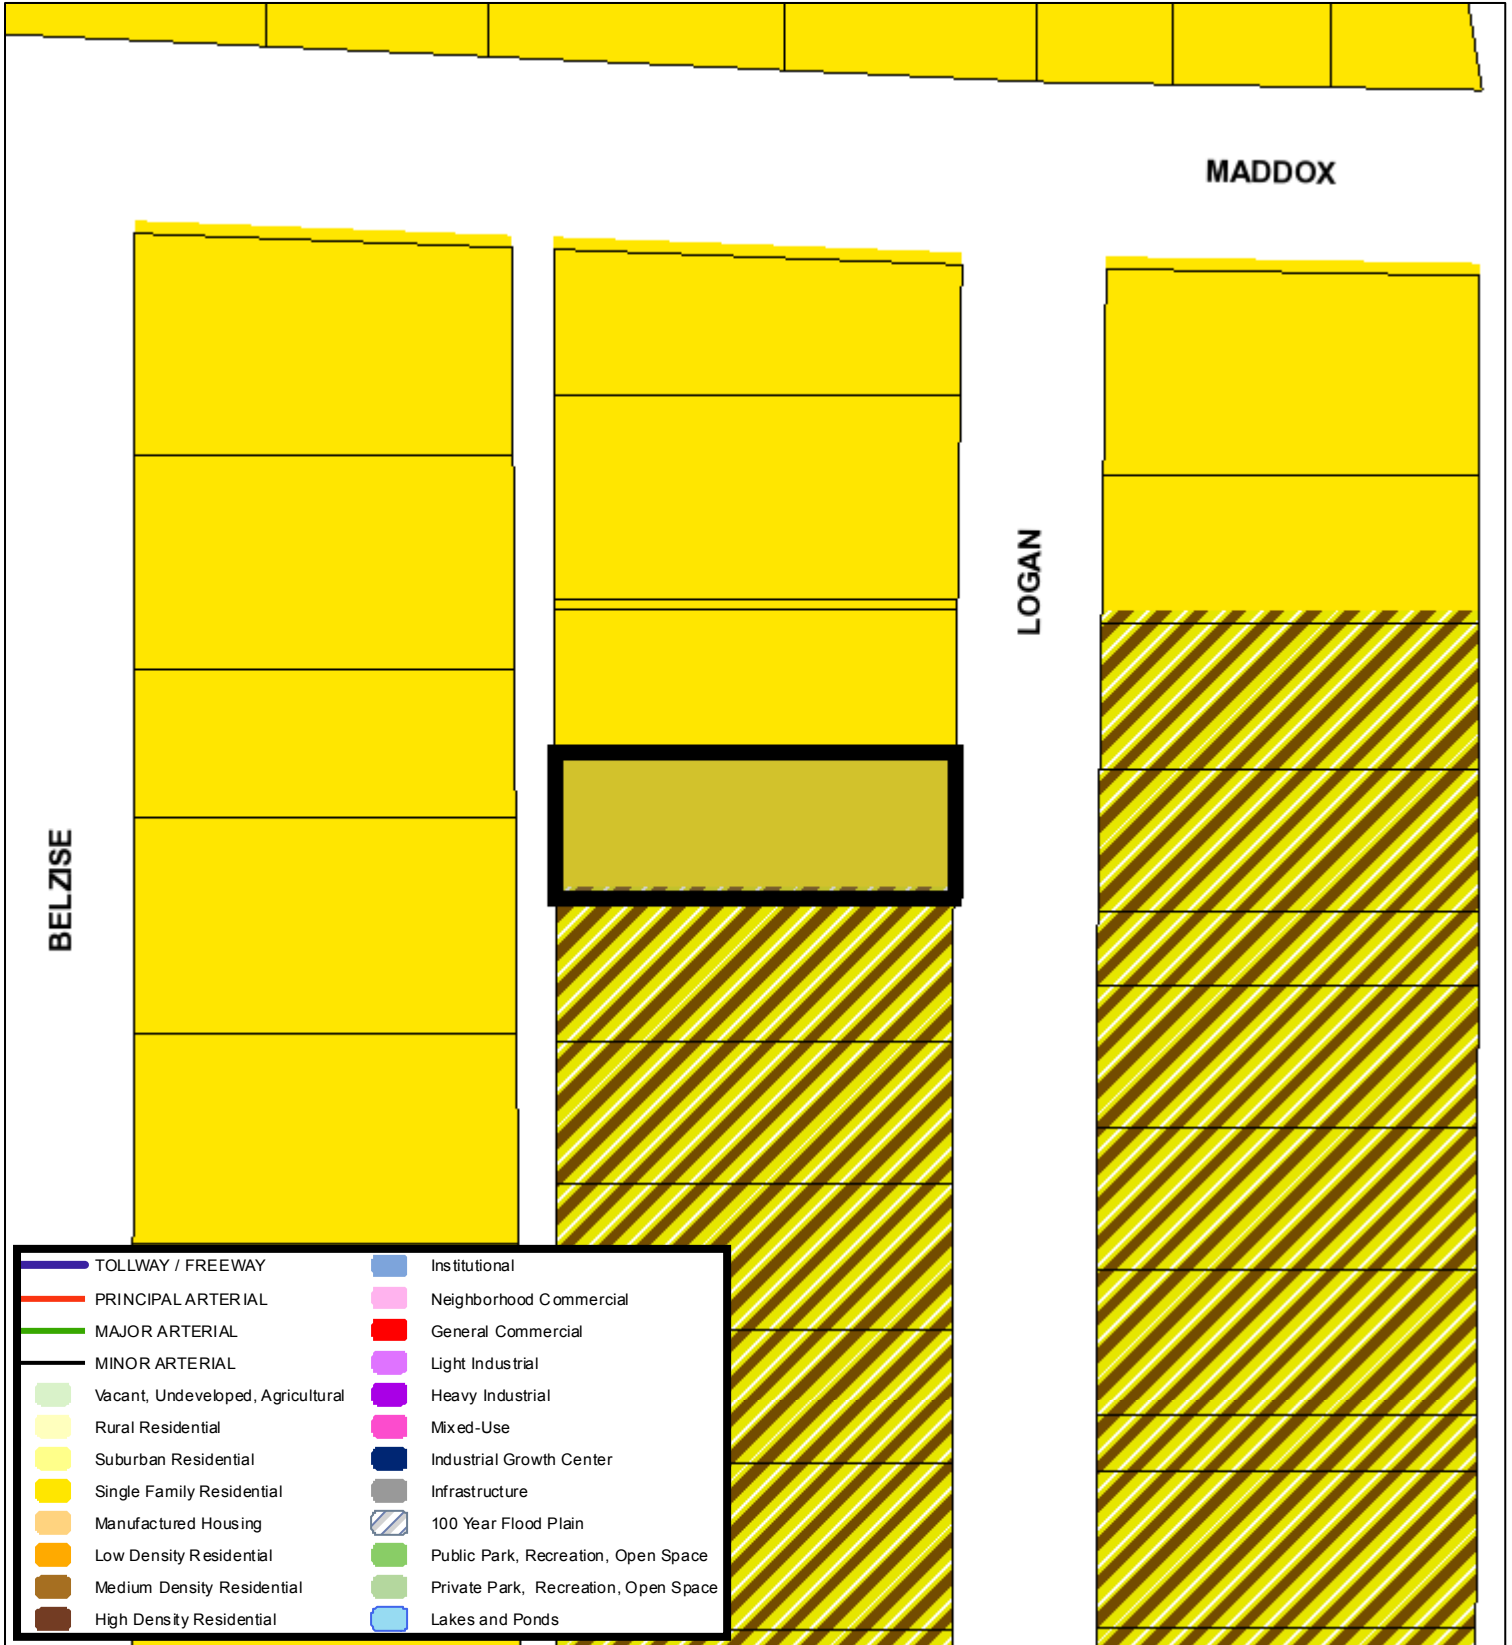 MADDOX
LOGAN
BELZISE
TOLLWAY / FREEWAY
PRINCIPAL ARTERIAL
MAJOR ARTERIAL
MINOR ARTERIAL
Vacant, Undeveloped, Agricultural
Rural Residential
Suburban Residential
Single Family Residential
Manufactured Housing
Low Density Residential
Medium Density Residential
High Density Residential
Institutional
Neighborhood Commercial
General Commercial
Light Industrial
Heavy Industrial
Mixed-Use
Industrial Growth Center
Infrastructure
100 Year Flood Plain
Public Park, Recreation, Open Space
Private Park, Recreation, Open Space
Lakes and Ponds